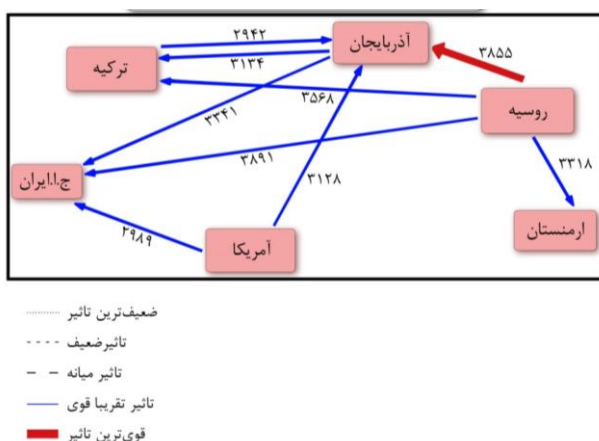 ۲۹۴۲
آذربایجان
۳۸۵۵
ترکیه
۳۱۳۴
۳۵۶۸
روسیه
۳۳۴۱
۳۸۹۱
۳۳۱۸
ج.ا.ایران
۳۱۲۸
۲۹۸۹
آمریکا
ارمنستان
ضعیف‌ترین تاثیر
تاثیرضعیف
تاثیر میانه
تاثیر تقریبا قوی
قوی‌ترین تاثیر